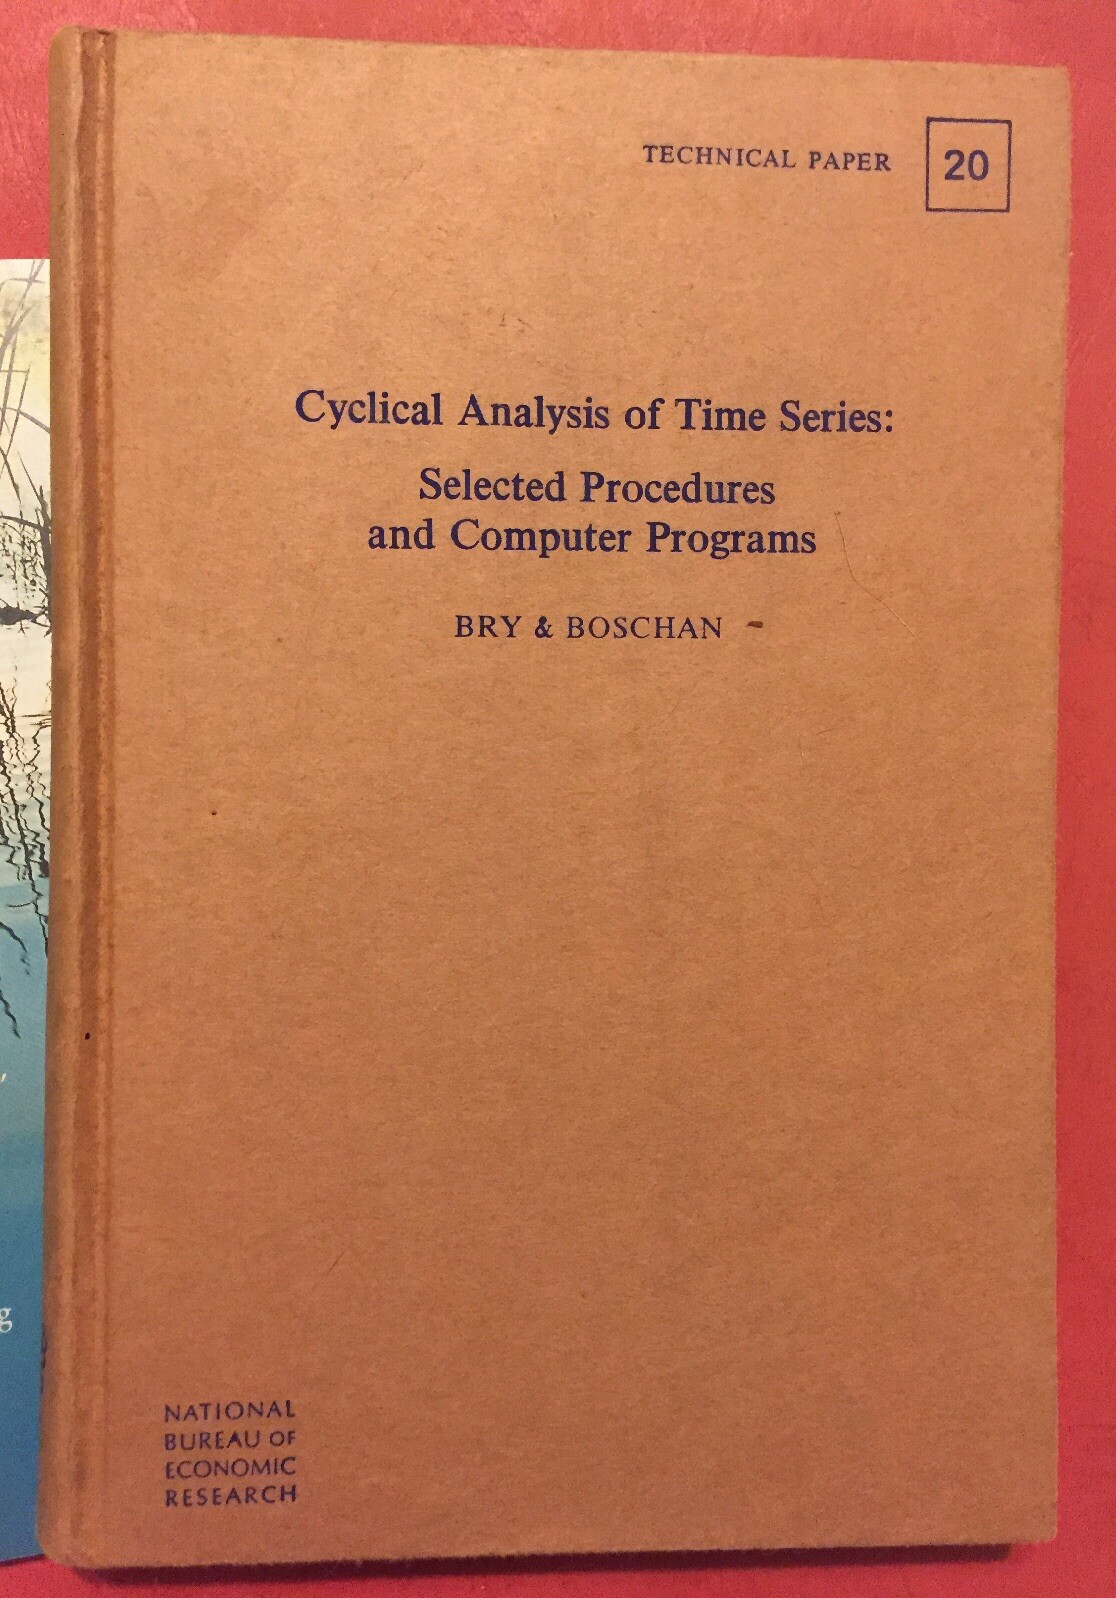 TECHNICAL PAPER 20
Cyclical Analysis of Time Series:
Selected Procedures
and Computer Programs
BRY & BOSCHAN
NATIONAL
BUREAU OF
ECONOMIC
RESEARCH
g